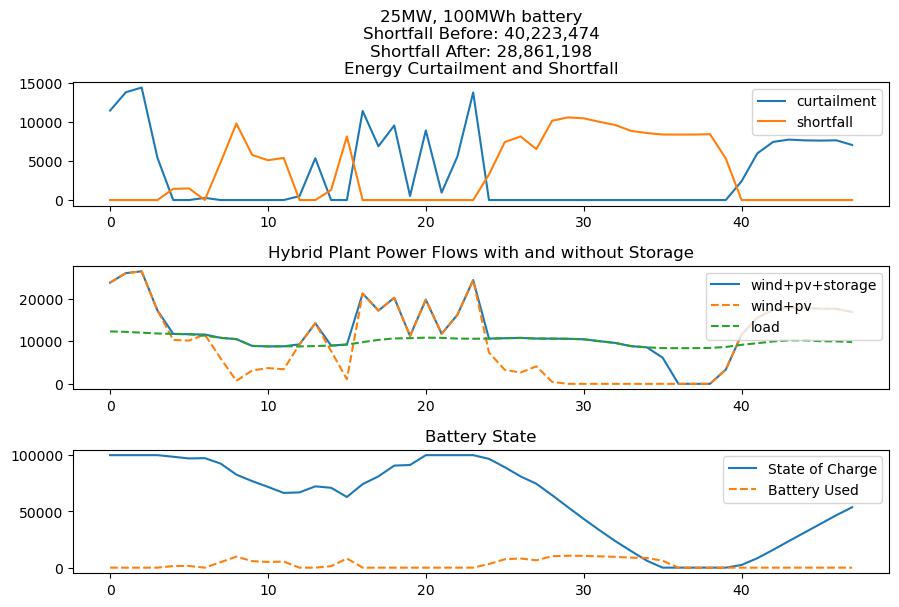 25MW, 100MWh battery
Shortfall Before: 40,223,474
Shortfall After: 28,861,198
Energy Curtailment and Shortfall
15000
10000
5000
0
curtailment
shortfall
0 10 20 30 40
Hybrid Plant Power Flows with and without Storage
20000
10000
0
wind+pv+storage
wind+pv
load
0 10 20 30 40
Battery State
100000
50000
0
State of Charge
Battery Used
0 10 20 30 40